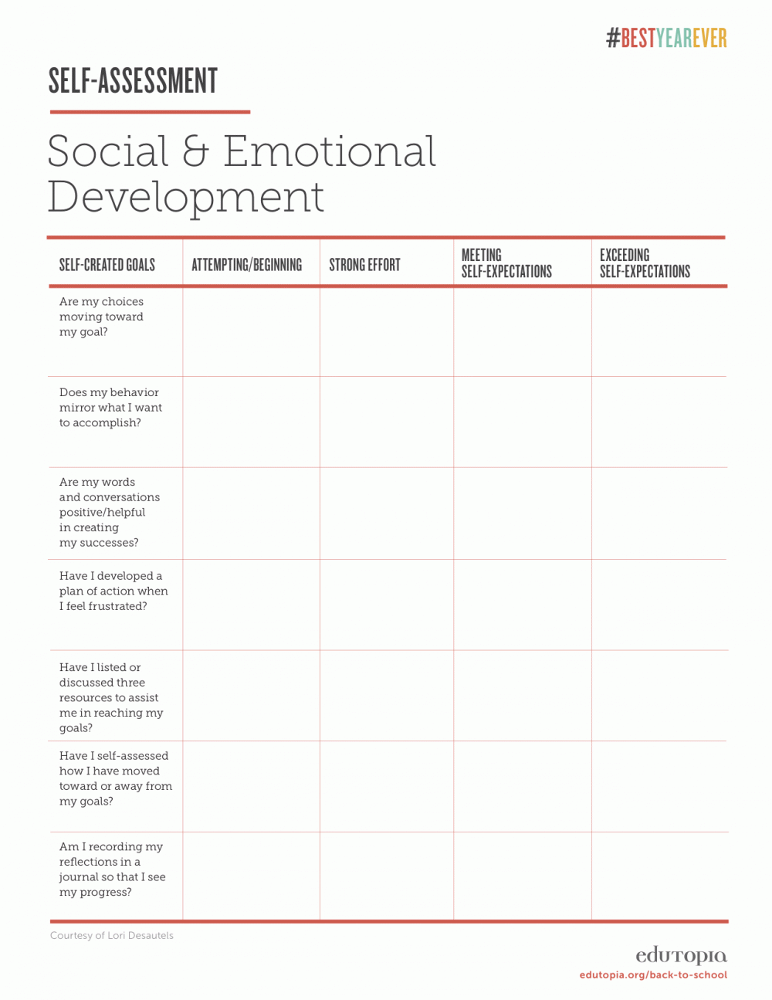 #BESTYEAREVER
SELF-ASSESSMENT
Social & Emotional
Development
SELF-CREATED GOALS
ATTEMPTING/BEGINNING
STRONG EFFORT
MEETING
SELF-EXPECTATIONS
EXCEEDING
SELF-EXPECTATIONS
Are my choices
moving toward
my goal?
Does my behavior
mirror what I want
to accomplish?
Are my words
and conversations
positive/helpful
in creating
my successes?
Have I developed a
plan of action when
I feel frustrated?
Have I listed or
discussed three
resources to assist
me in reaching my
goals?
Have I self-assessed
how I have moved
toward or away from
my goals?
Am I recording my
reflections in a
journal so that I see
my progress?
Courtesy of Lori Desautels
edutopia
edutopia.org/back-to-school